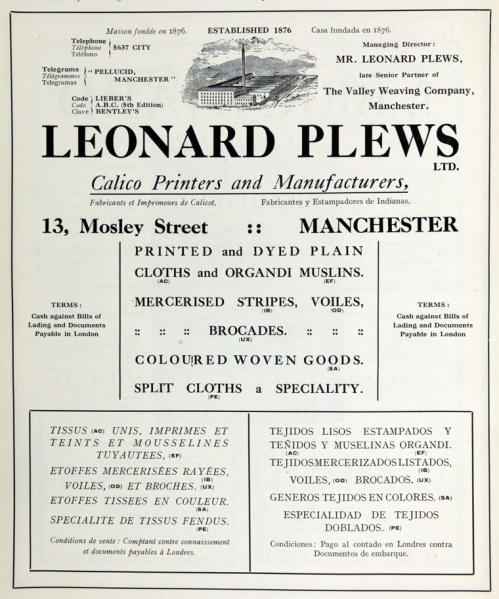 Maison fondée en 1876. ESTABLISHED 1876 Casa fundada en 1876.
Telephone
Téléphone
Teléfono
5637 CITY
Telegrams
Télégrammes
Telegramas
"PELLUCID,
MANCHESTER"
Code
Code
Clave
LIEBER'S
A.B.C. (5th Edition)
BENTLEY'S
Managing Director:
MR. LEONARD PLEWS,
late Senior Partner of
The Valley Weaving Company,
Manchester.
LEONARD PLEWS
LTD.
Calico Printers and Manufacturers,
Fabricants et Imprimeurs de Calicot. Fabricantes y Estampadores de Indianas.
13, Mosley Street :: MANCHESTER
TERMS:
Cash against Bills of
Lading and Documents
Payable in London
PRINTED and DYED PLAIN
CLOTHS and ORGANDI MUSLINS.
(AC) (EF)
MERCERISED STRIPES, VOILES,
(IB) (OD)
:: :: :: BROCADES. :: :: ::
(UX)
COLOURED WOVEN GOODS.
(SA)
SPLIT CLOTHS a SPECIALITY.
(PE)
TERMS:
Cash against Bills of
Lading and Documents
Payable in London
TISSUS (AC) UNIS, IMPRIMES ET
TEINTS ET MOUSSELINES
TUYAUTEES, (EF)
ETOFFES MERCERISÉES RAYÉES,
(IB)
VOILES, (OD) ET BROCHES. (UX)
ETOFFES TISSEES EN COULEUR.
(SA)
SPECIALITE DE TISSUS FENDUS.
(PE)
Conditions de vente: Comptant contre connaissement
et documents payables à Londres.
TEJIDOS LISOS ESTAMPADOS Y
TEÑIDOS Y MUSELINAS ORGANDI.
(AC) (EF)
TEJIDOS MERCERIZADOS LISTADOS,
(IB)
VOILES, (OD) BROCADOS. (UX)
GENEROS TEJIDOS EN COLORES. (SA)
ESPECIALIDAD DE TEJIDOS
DOBLADOS. (PE)
Condiciones: Pago al contado en Londres contra
Documentos de embarque.